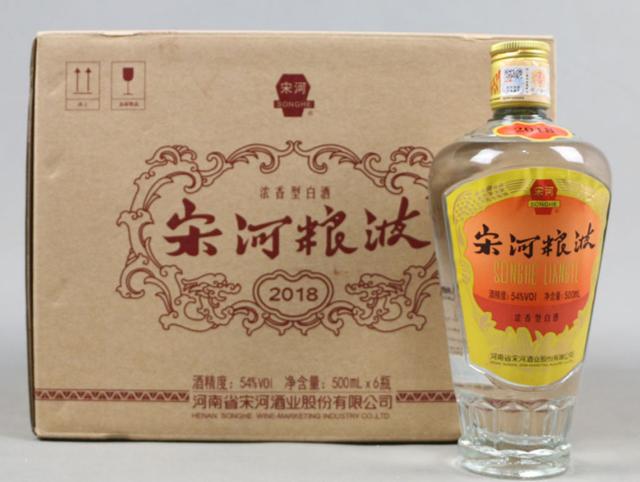 宋河
SONGHE
浓香型白酒
宋河粮液
2018
酒精度：54%VOl 净含量：500mL x 6瓶
河南省宋河酒业股份有限公司
HENAN SONGHE WINE-MARKETING INDUSTRY CO.,LTD
2018
宋河
SONGHE
宋河粮液
SONGHE LIANGYE
酒精度：54%VOl 净含量：500mL
浓香型白酒
河南省宋河酒业股份有限公司